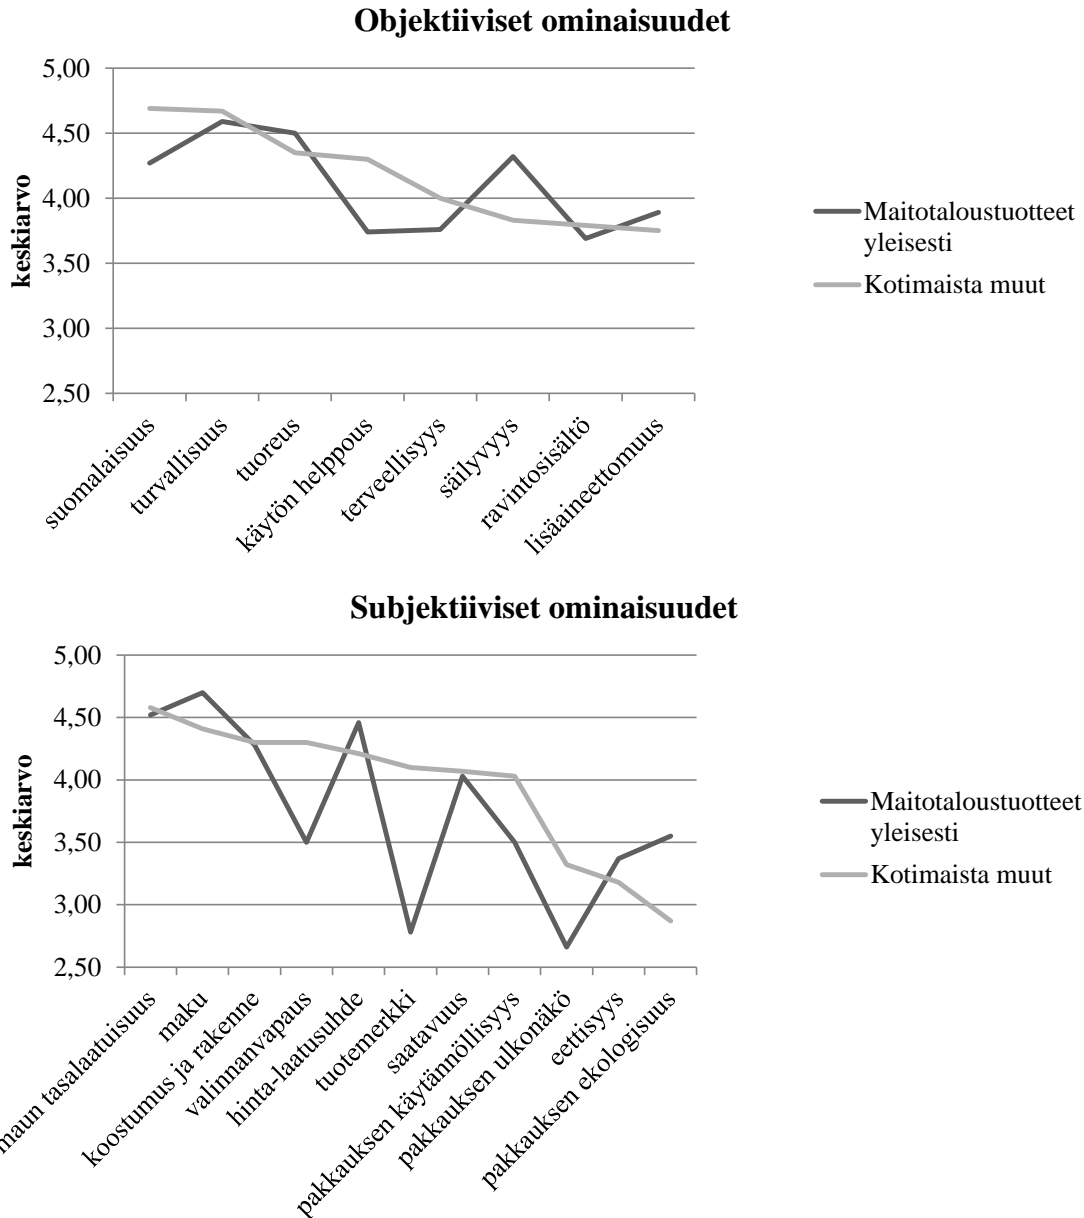 Objektiiviset ominaisuudet
5,00
4,50
4,00
3,50
3,00
2,50
keskiarvo
suomalaisuus
turvallisuus
tuoreus
käytön helppous
terveellisyys
säilyvyys
ravintosisältö
lisäaineettomuus
Maitotaloustuotteet
yleisesti
Kotimaista muut
Subjektiiviset ominaisuudet
5,00
4,50
4,00
3,50
3,00
2,50
keskiarvo
maun tasalaatuisuus
maku
koostumus ja rakenne
valinnanvapaus
hinta-laatusuhde
tuotemerkki
saatavuus
pakkauksen käytännöllisyys
pakkauksen ulkonäkö
eettisyys
pakkauksen ekologisuus
Maitotaloustuotteet
yleisesti
Kotimaista muut